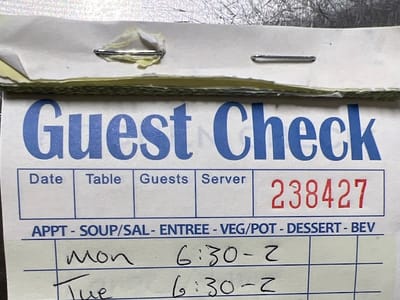 Guest Check
Date Table Guests Server 238427
APPT - SOUP/SAL - ENTREE - VEG/POT - DESSERT - BEV
Mon 6:30-2
Tue 6:30-2